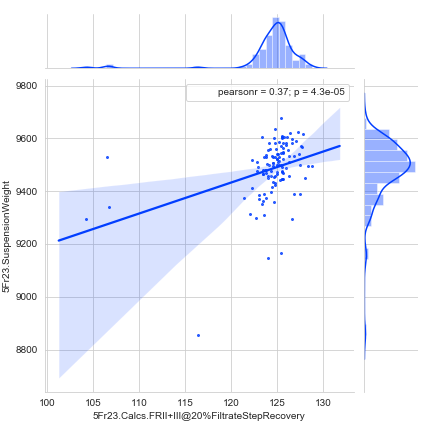 pearsonr = 0.37; p = 4.3e-05
9800
9600
9400
9200
9000
8800
5Fr23.SuspensionWeight
100 105 110 115 120 125 130
5Fr23.Calcs.FRII+III@20%FiltrateStepRecovery